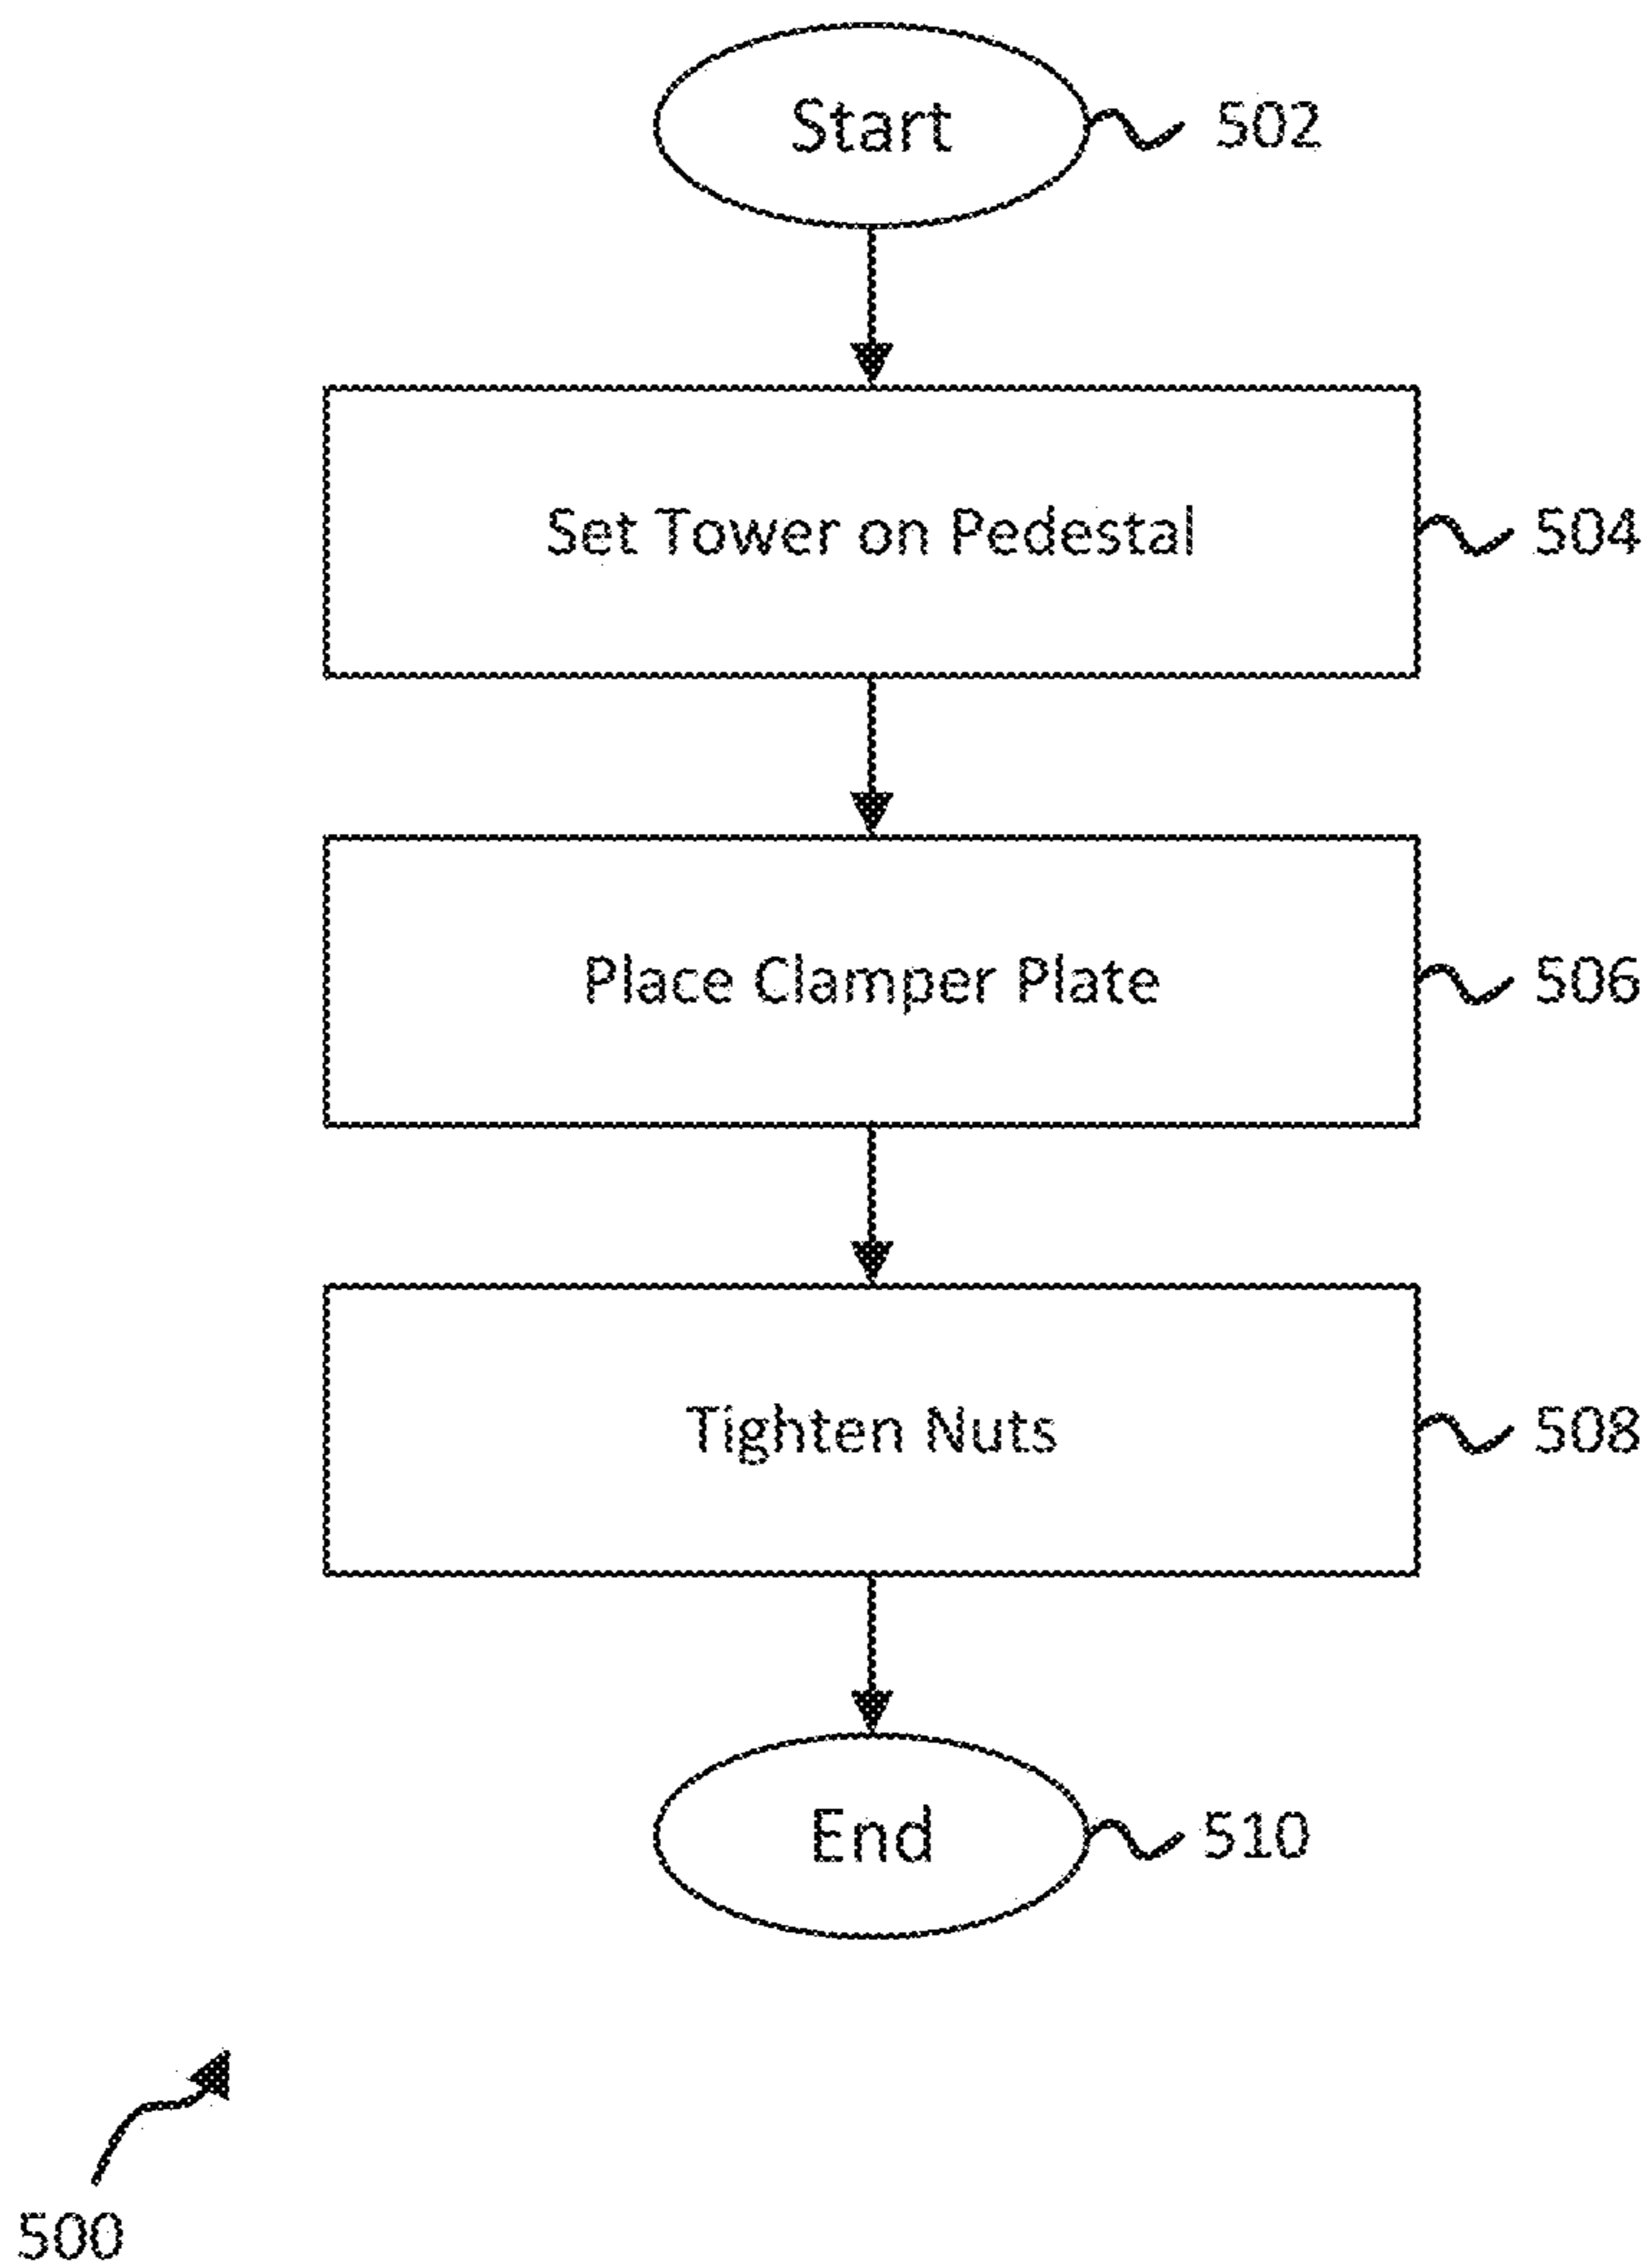 Start
502
Set Tower on Pedestal
504
Place Clamper Plate
506
Tighten Nuts
508
End
510
500